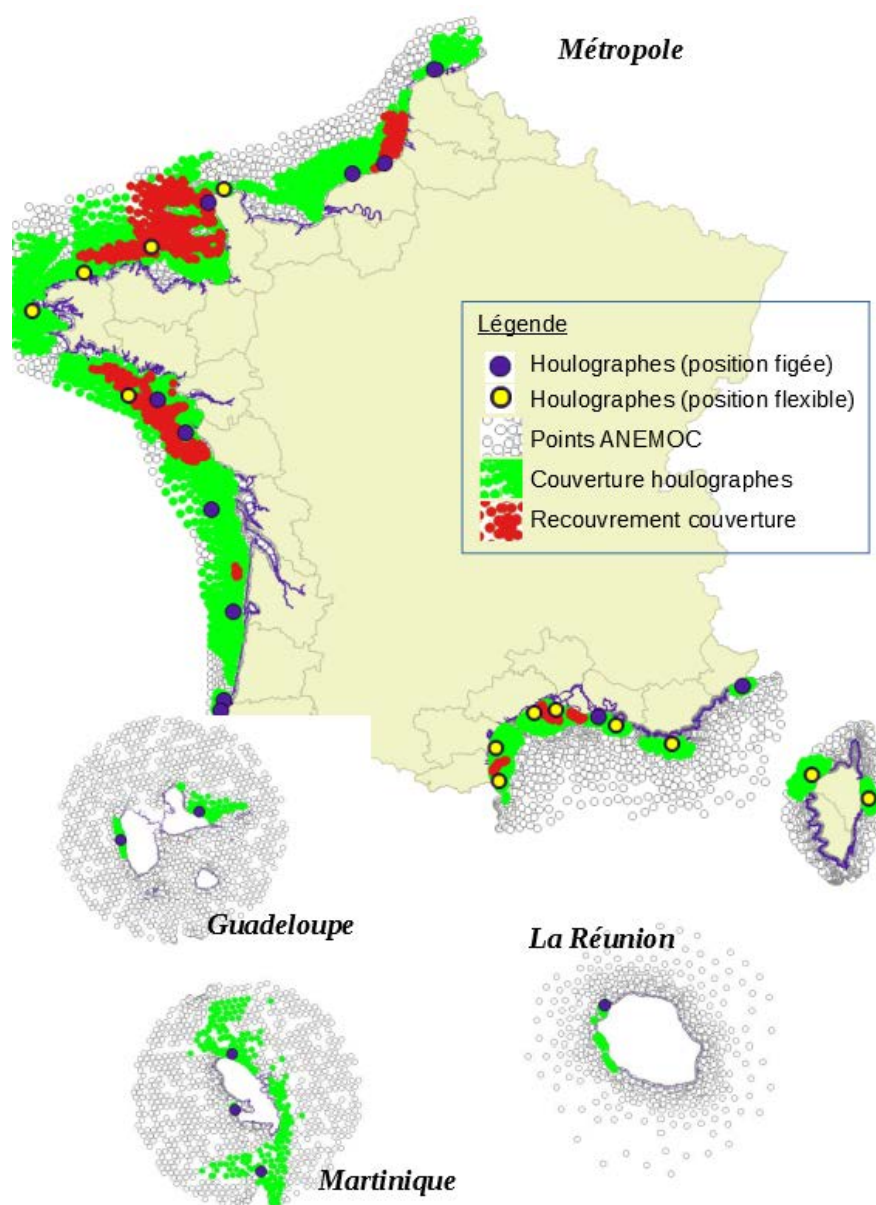 Métropole
Légende
Houlographes (position figée)
Houlographes (position flexible)
Points ANEMOC
Couverture houlographes
Recouvrement couverture
Guadeloupe
La Réunion
Martinique